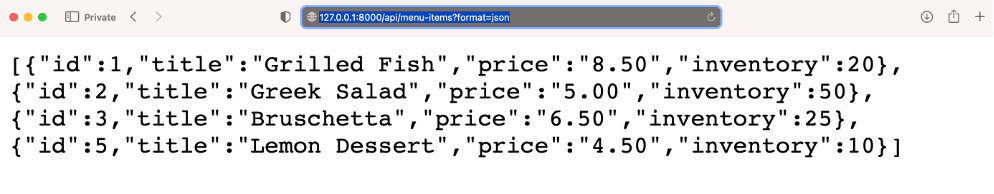 Private
127.0.0.1:8000/api/menu-items?format=json
[{"id":1,"title":"Grilled Fish","price":"8.50","inventory":20},
{"id":2,"title":"Greek Salad","price":"5.00","inventory":50},
{"id":3,"title":"Bruschetta","price":"6.50","inventory":25},
{"id":5,"title":"Lemon Dessert","price":"4.50","inventory":10}]